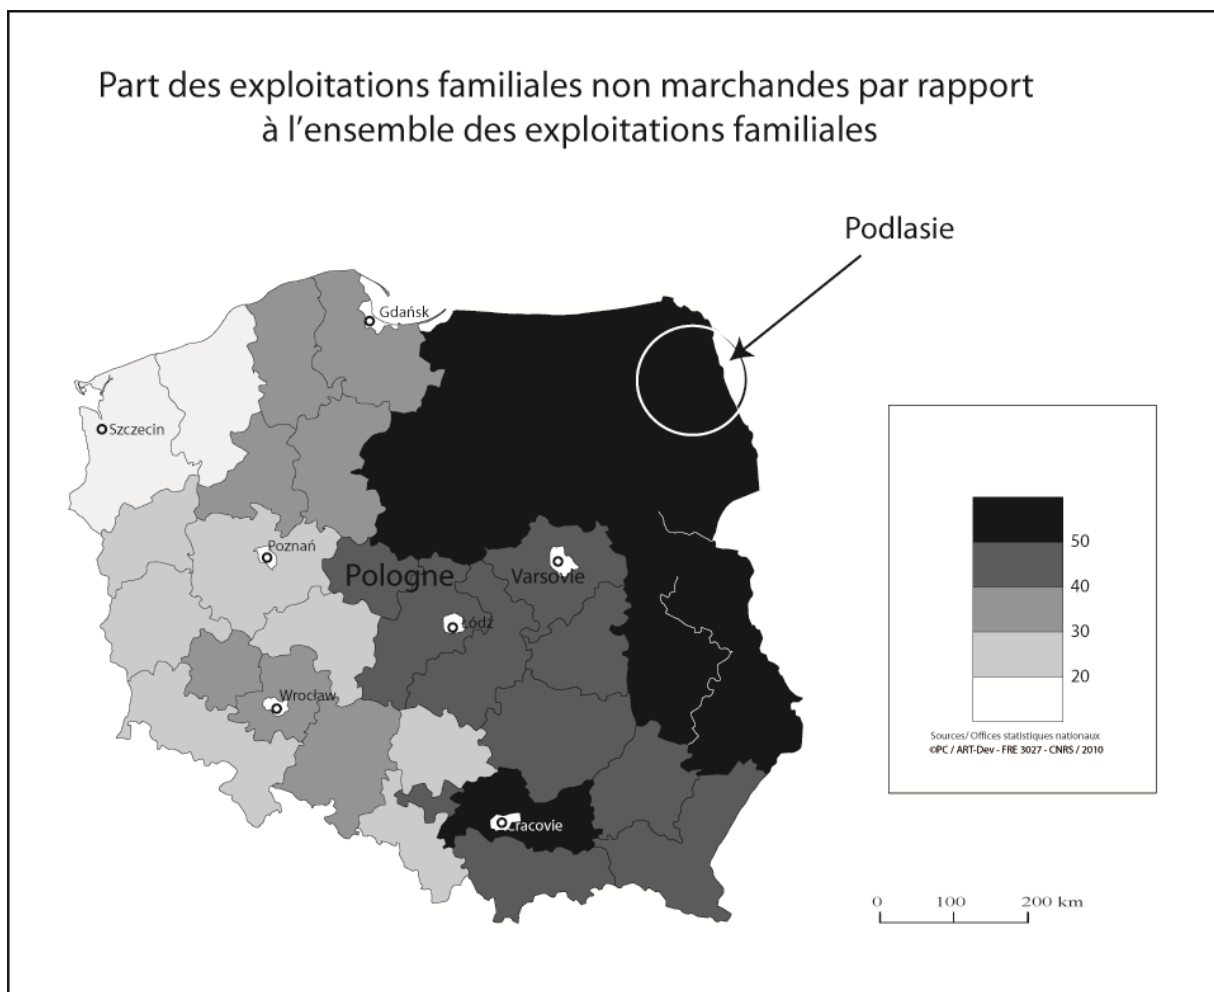 Part des exploitations familiales non marchandes par rapport
à l'ensemble des exploitations familiales
Podlasie
Gdańsk
Szczecin
Poznań
Pologne
Varsovie
Łódź
Wrocław
Cracovie
50
40
30
20
Sources/ Offices statistiques nationaux
©PC / ART-Dev - FRE 3027 - CNRS / 2010
0 100 200 km